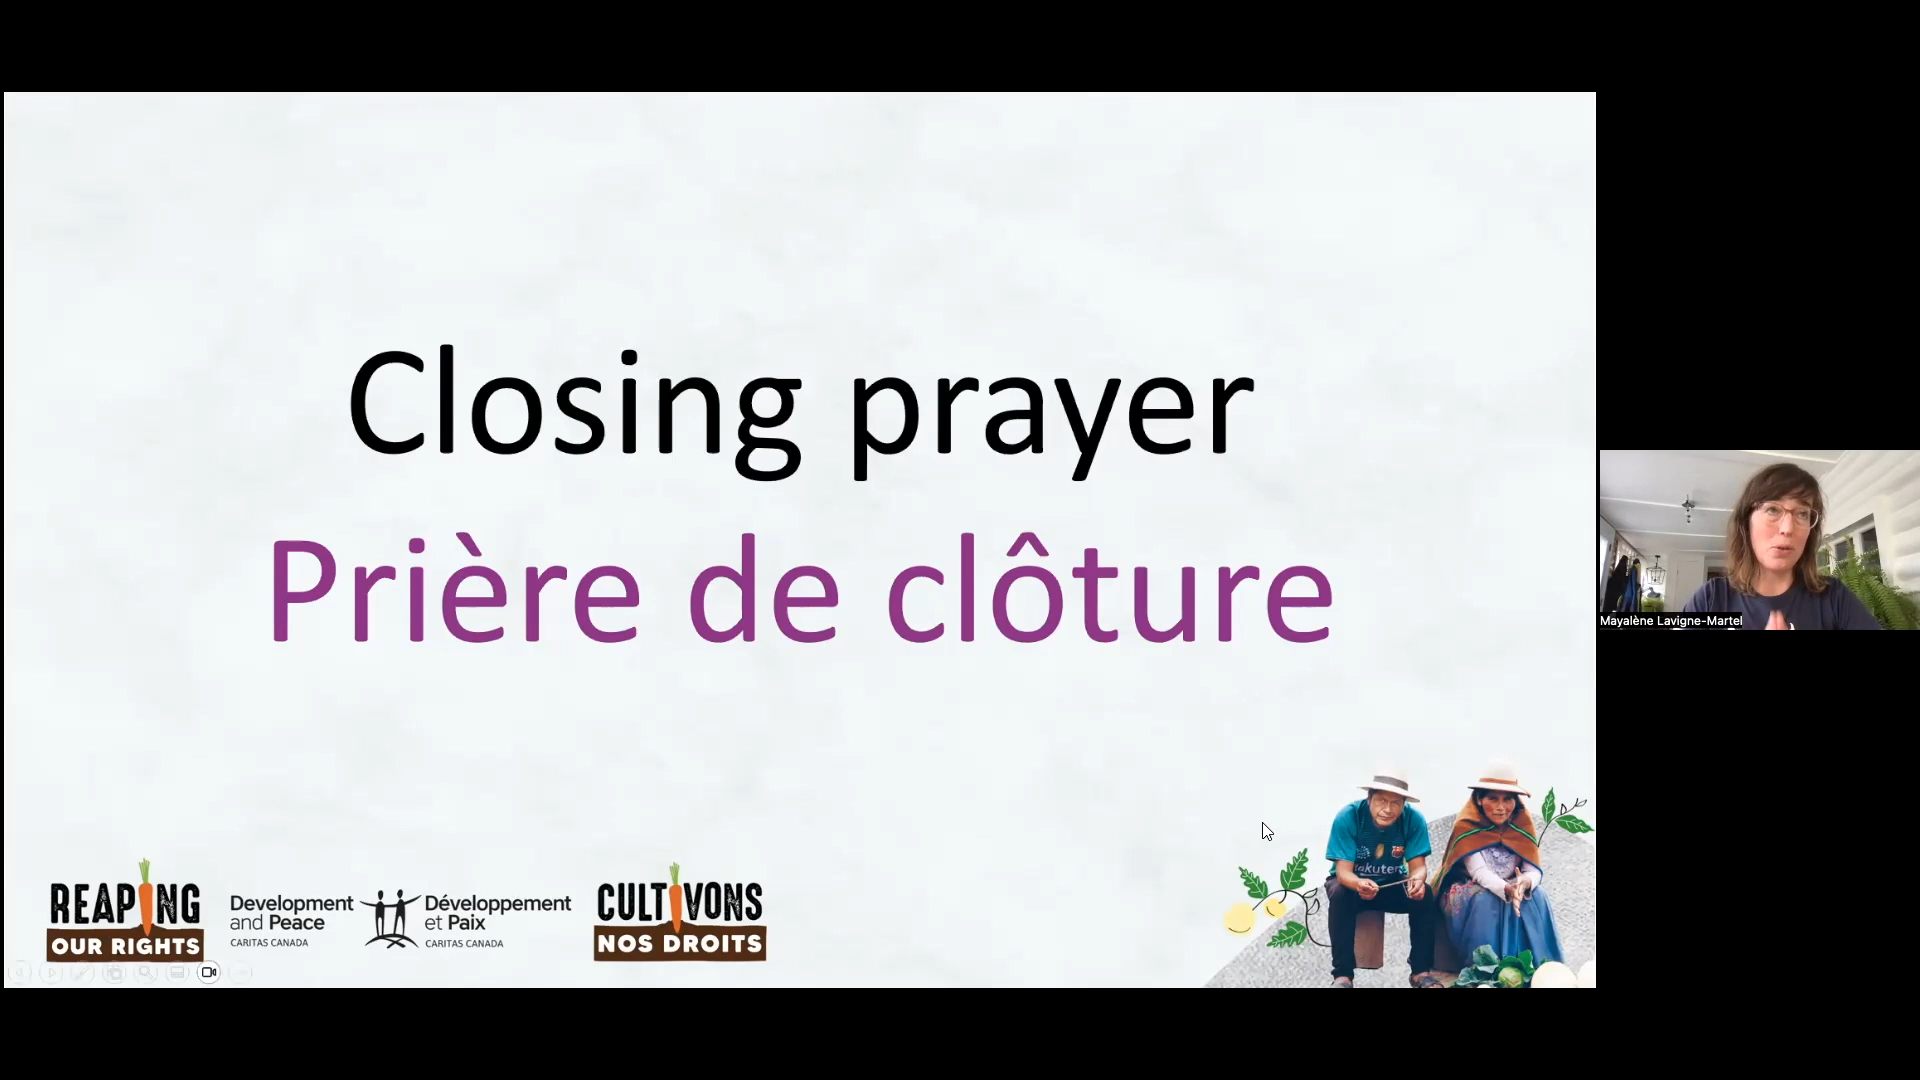 Closing prayer
Prière de clôture
Mayalène Lavigne-Martel
REAPING
OUR RIGHTS
Development
and Peace
CARITAS CANADA
Développement
et Paix
CARITAS CANADA
CULTIVONS
NOS DROITS